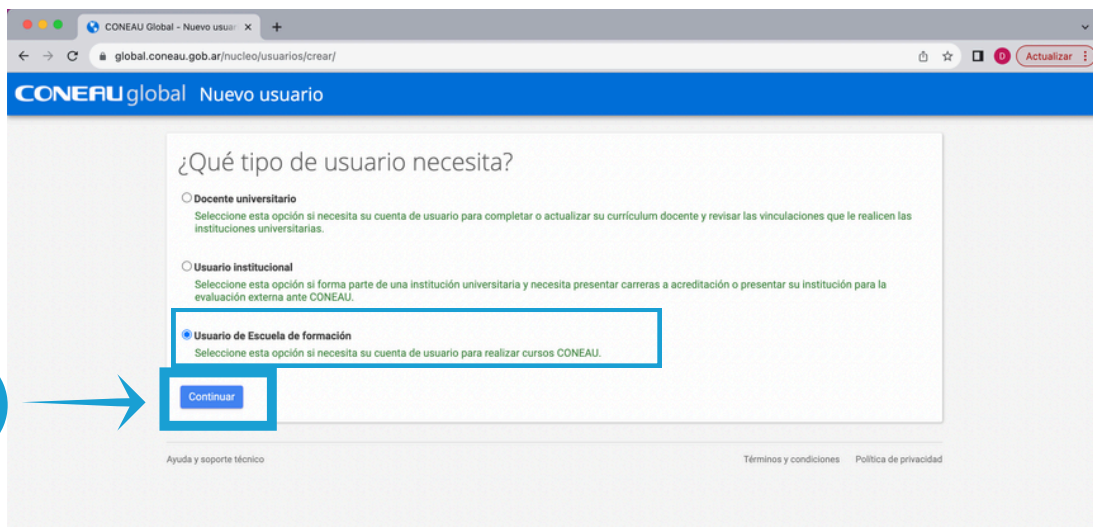 CONEAU Global - Nuevo usuar
global.coneau.gob.ar/nucleo/usuarios/crear/
D
Actualizar
CONEAU global Nuevo usuario
¿Qué tipo de usuario necesita?
Docente universitario
Seleccione esta opción si necesita su cuenta de usuario para completar o actualizar su currículum docente y revisar las vinculaciones que le realicen las
instituciones universitarias.
Usuario institucional
Seleccione esta opción si forma parte de una institución universitaria y necesita presentar carreras a acreditación o presentar su institución para la
evaluación externa ante CONEAU.
Usuario de Escuela de formación
Seleccione esta opción si necesita su cuenta de usuario para realizar cursos CONEAU.
Continuar
Ayuda y soporte técnico
Términos y condiciones
Política de privacidad